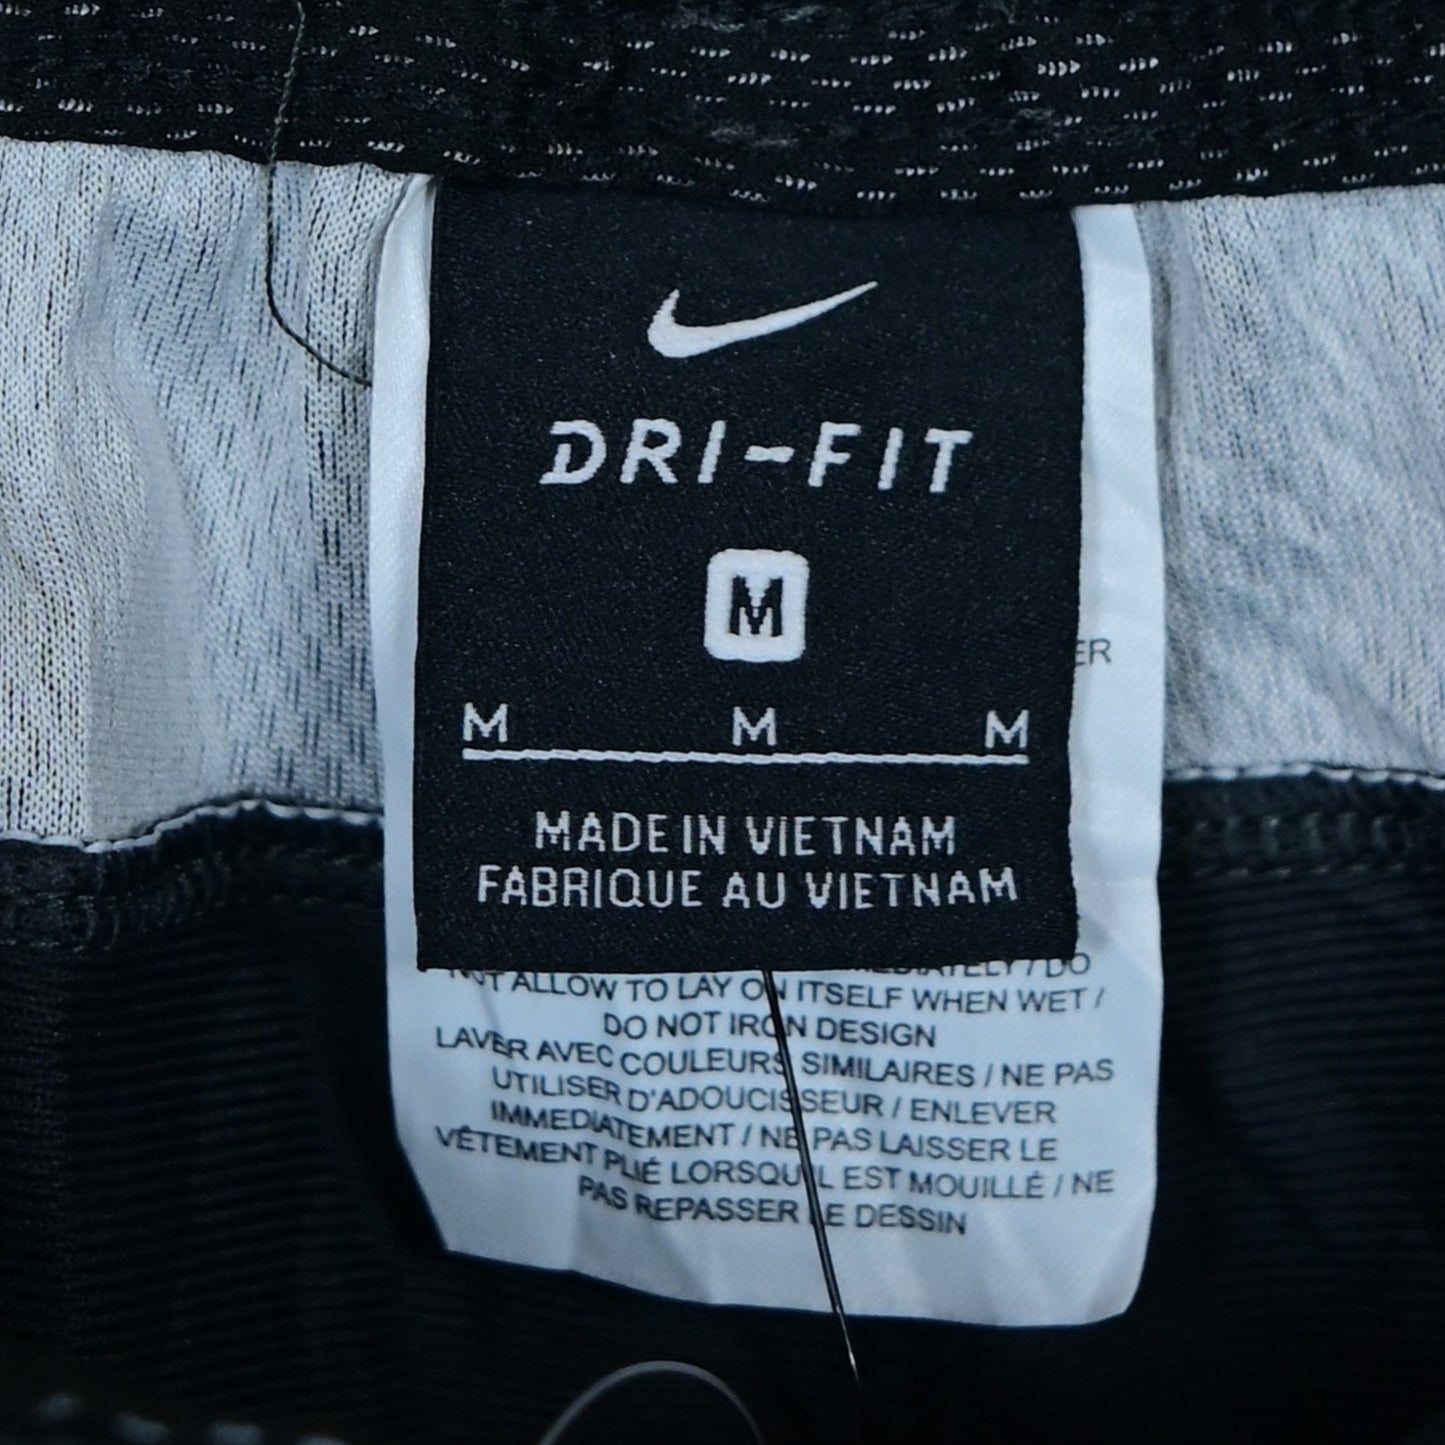 DRI-FIT
M
M M M
MADE IN VIETNAM
FABRIQUE AU VIETNAM
ER
/ DO
NOT ALLOW TO LAY ON ITSELF WHEN WET /
DO NOT IRON DESIGN
LAVER AVEC COULEURS SIMILAIRES / NE PAS
UTILISER D'ADOUCISSEUR / ENLEVER
IMMEDIATEMENT / NE PAS LAISSER LE
VÊTEMENT PLIÉ LORSQU'IL EST MOUILLÉ / NE
PAS REPASSER LE DESSIN